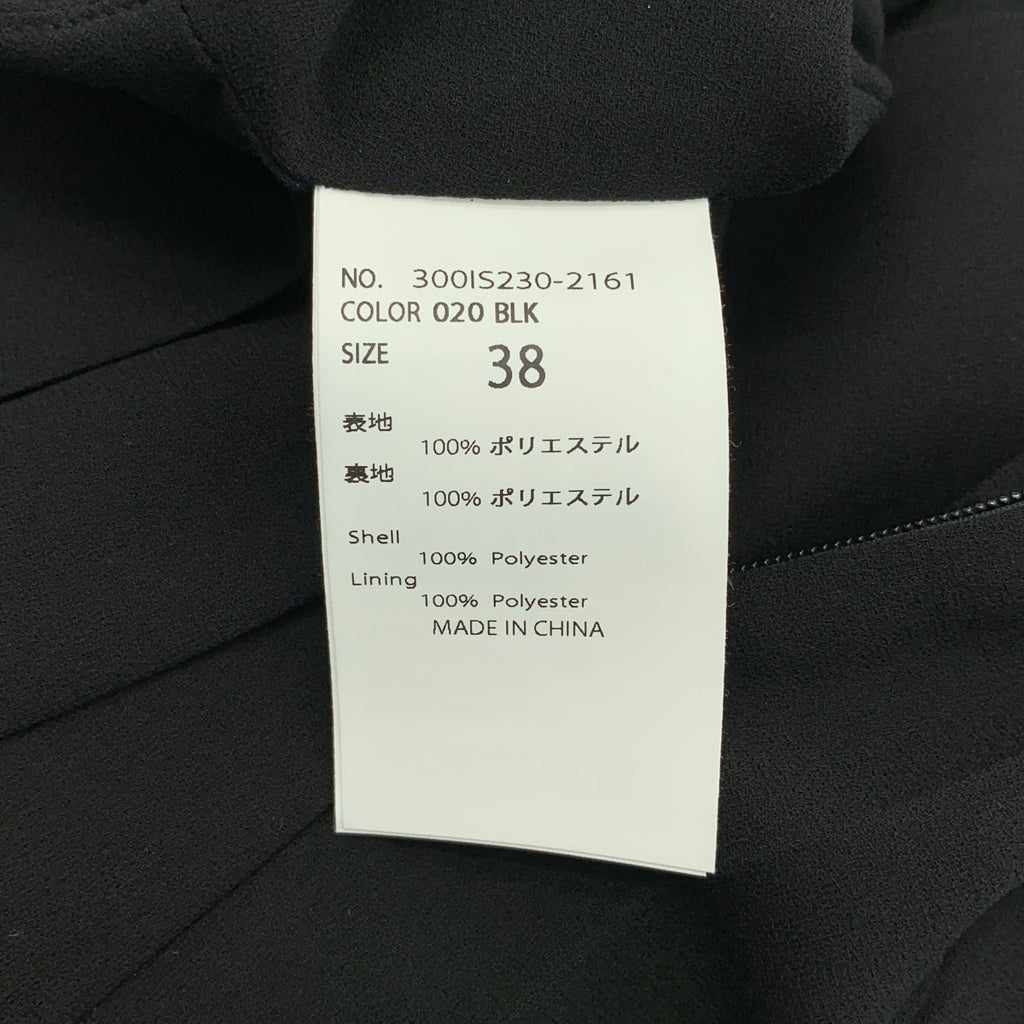 NO. 300IS230-2161
COLOR 020 BLK
SIZE 38
表地
100% ポリエステル
裏地
100% ポリエステル
Shell
100% Polyester
Lining
100% Polyester
MADE IN CHINA